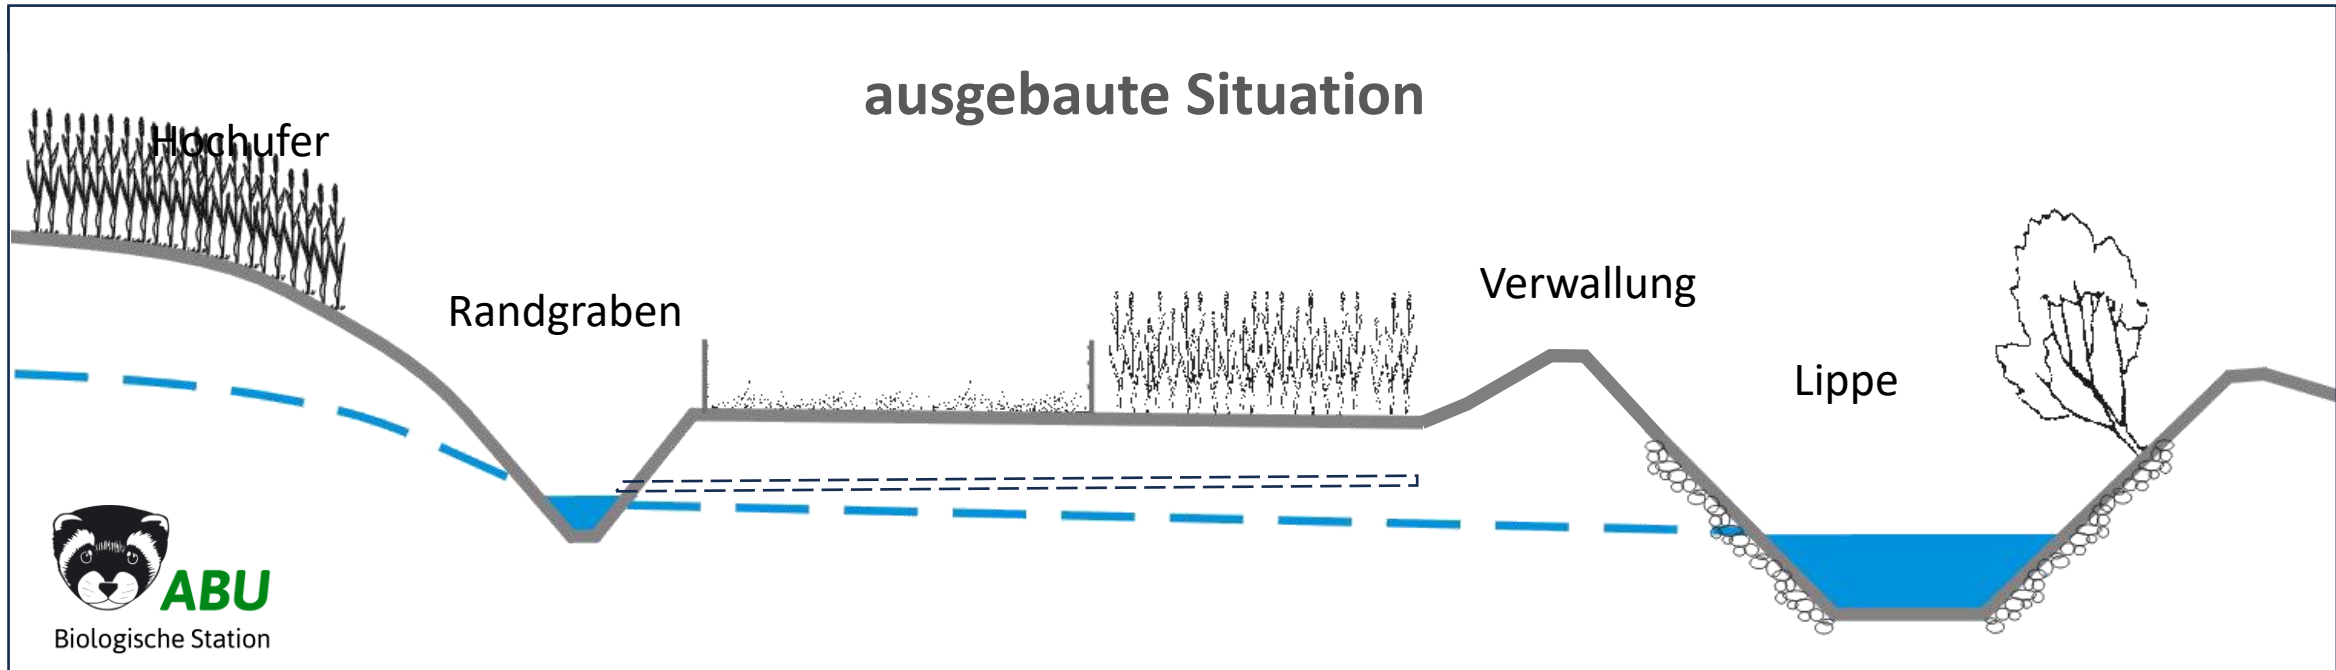 ausgebaute Situation
Hochufer
Randgraben
Verwallung
Lippe
ABU
Biologische Station